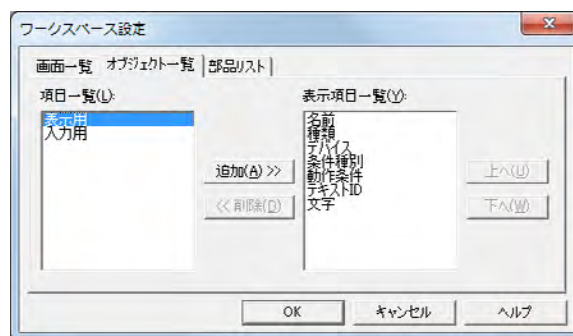 ワークスペース設定
画面一覧 オブジェクト一覧 部品リスト
項目一覧(L):
表示項目一覧(Y):
表示用
入力用
名前
種類
デバイス
条件種別
動作条件
テキストID
文字
追加(A) >>
<< 削除(D)
上へ(U)
下へ(W)
OK
キャンセル
ヘルプ